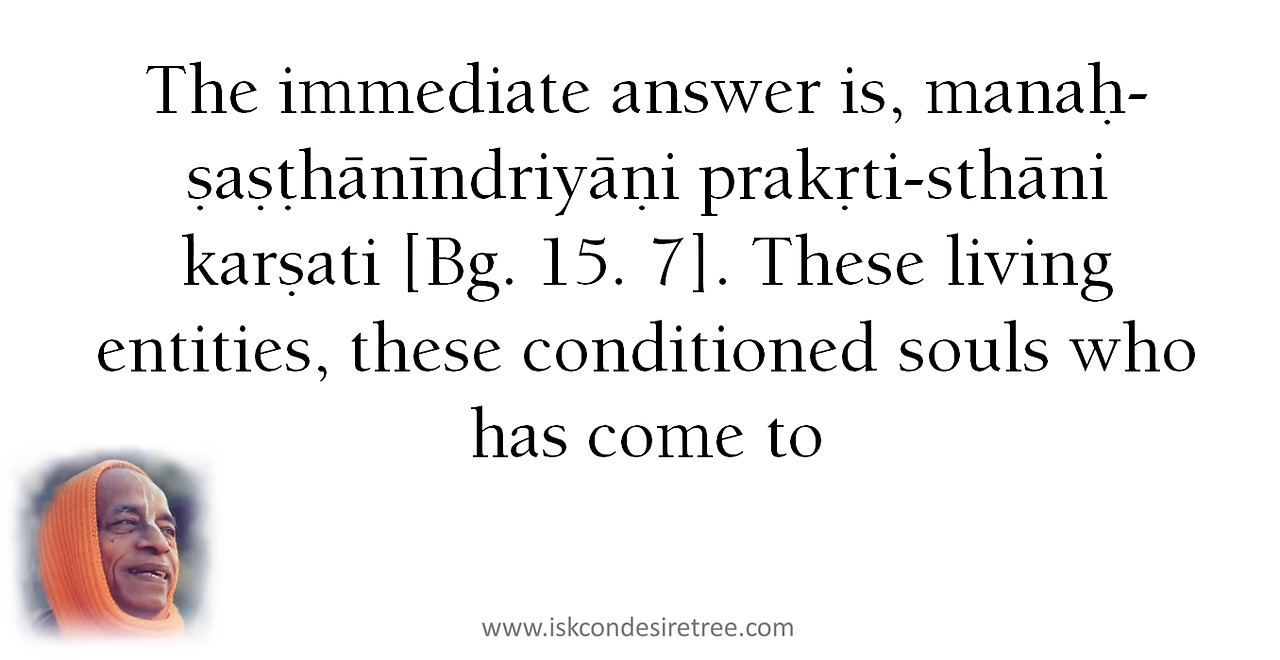 The immediate answer is, manaḥ-
ṣaṣṭhānīndriyāṇi prakṛti-sthāni
karṣati [Bg. 15. 7]. These living
entities, these conditioned souls who
has come to
www.iskcondesiretree.com